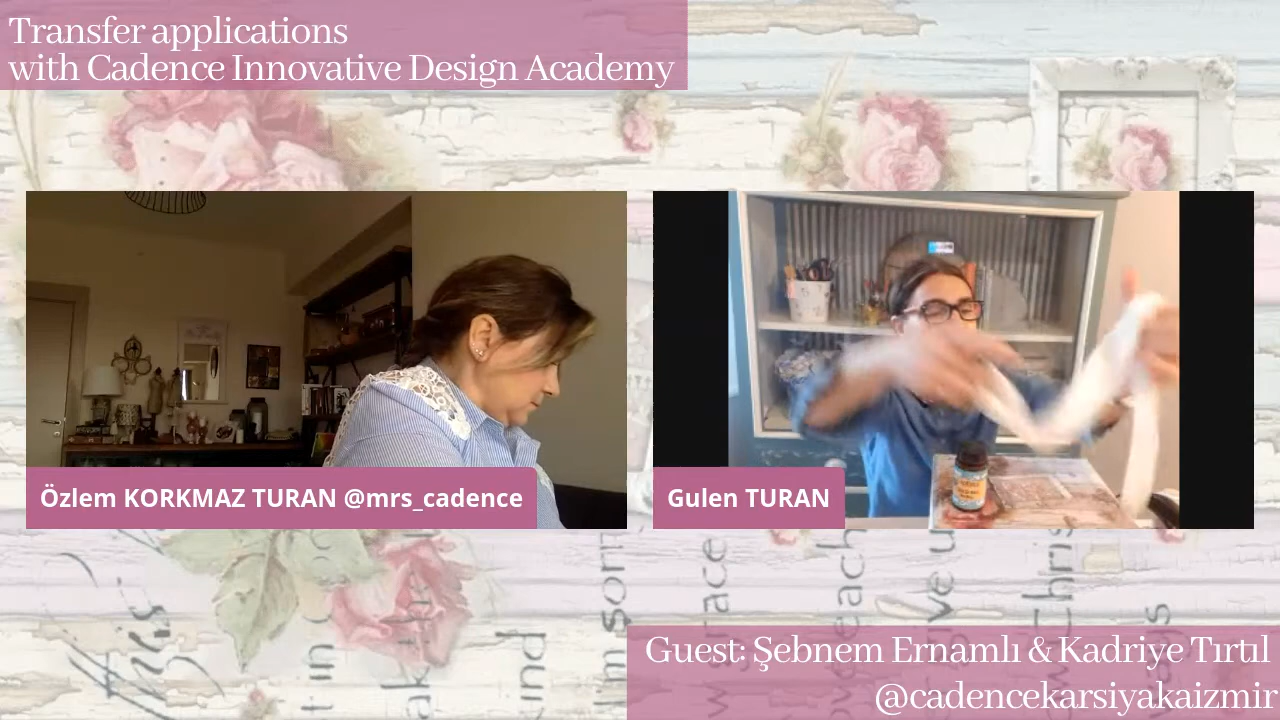 Transfer applications
with Cadence Innovative Design Academy
Özlem KORKMAZ TURAN @mrs_cadence
Gulen TURAN
Guest: Şebnem Ernamlı & Kadriye Tırtıl
@cadencekarsiyakaizmir